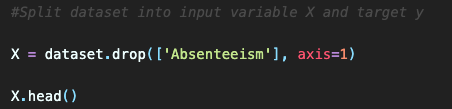 #Split dataset into input variable X and target y
X = dataset.drop(['Absenteeism'], axis=1)
X.head()